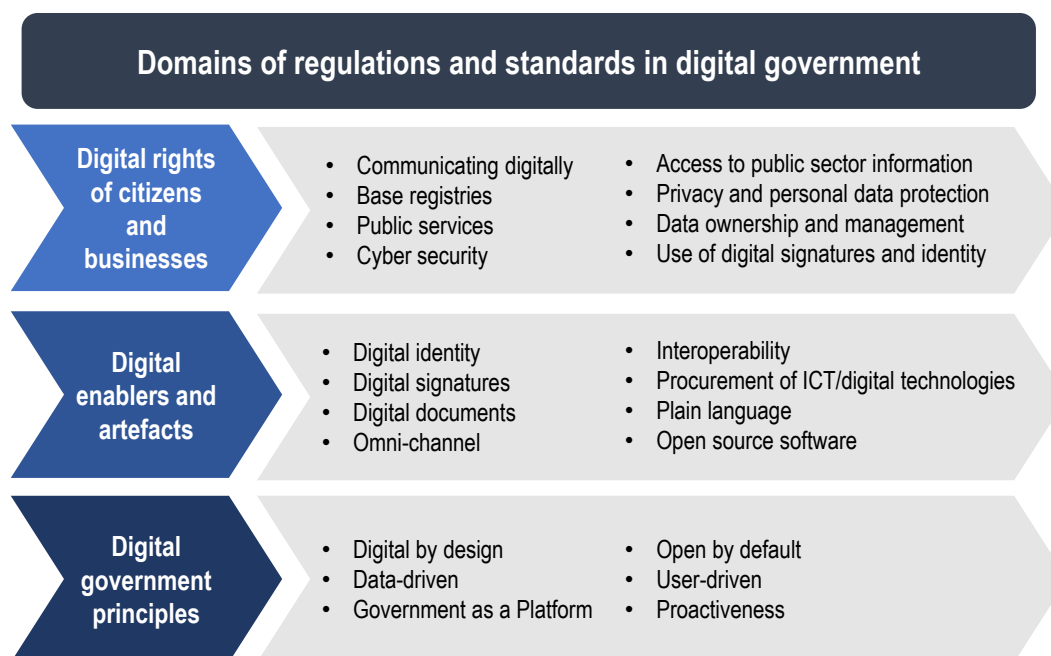 Domains of regulations and standards in digital government
Digital rights
of citizens
and
businesses
• Communicating digitally
• Base registries
• Public services
• Cyber security
• Access to public sector information
• Privacy and personal data protection
• Data ownership and management
• Use of digital signatures and identity
Digital
enablers and
artefacts
• Digital identity
• Digital signatures
• Digital documents
• Omni-channel
• Interoperability
• Procurement of ICT/digital technologies
• Plain language
• Open source software
Digital
government
principles
• Digital by design
• Data-driven
• Government as a Platform
• Open by default
• User-driven
• Proactiveness